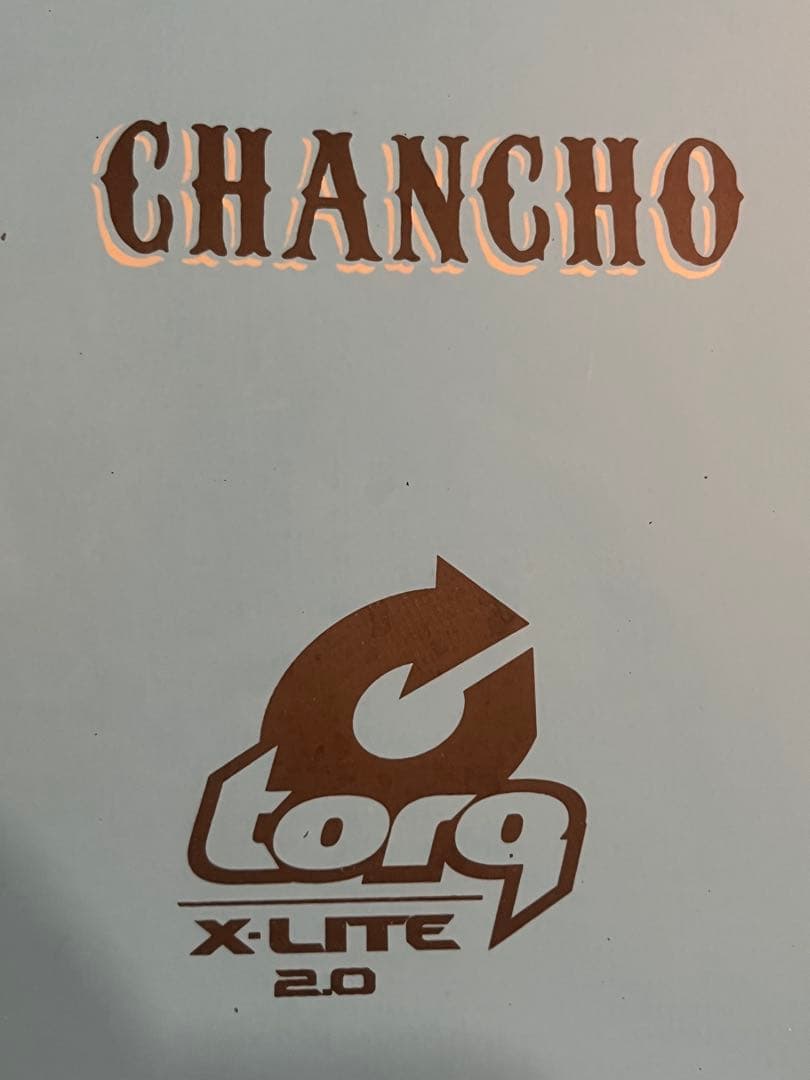 CHANCHO
torq
X-LITE
2.0